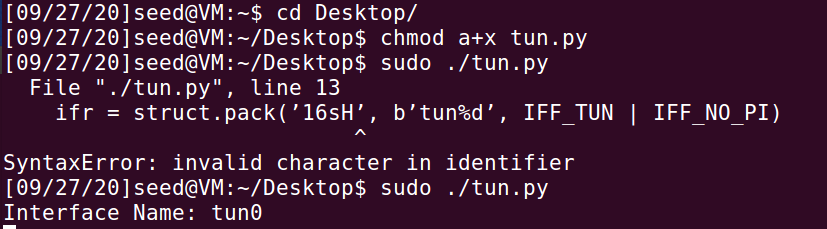 [09/27/20]seed@VM:~$ cd Desktop/
[09/27/20]seed@VM:~/Desktop$ chmod a+x tun.py
[09/27/20]seed@VM:~/Desktop$ sudo ./tun.py
  File "./tun.py", line 13
    ifr = struct.pack(’16sH’, b’tun%d’, IFF_TUN | IFF_NO_PI)
                           ^
SyntaxError: invalid character in identifier
[09/27/20]seed@VM:~/Desktop$ sudo ./tun.py
Interface Name: tun0